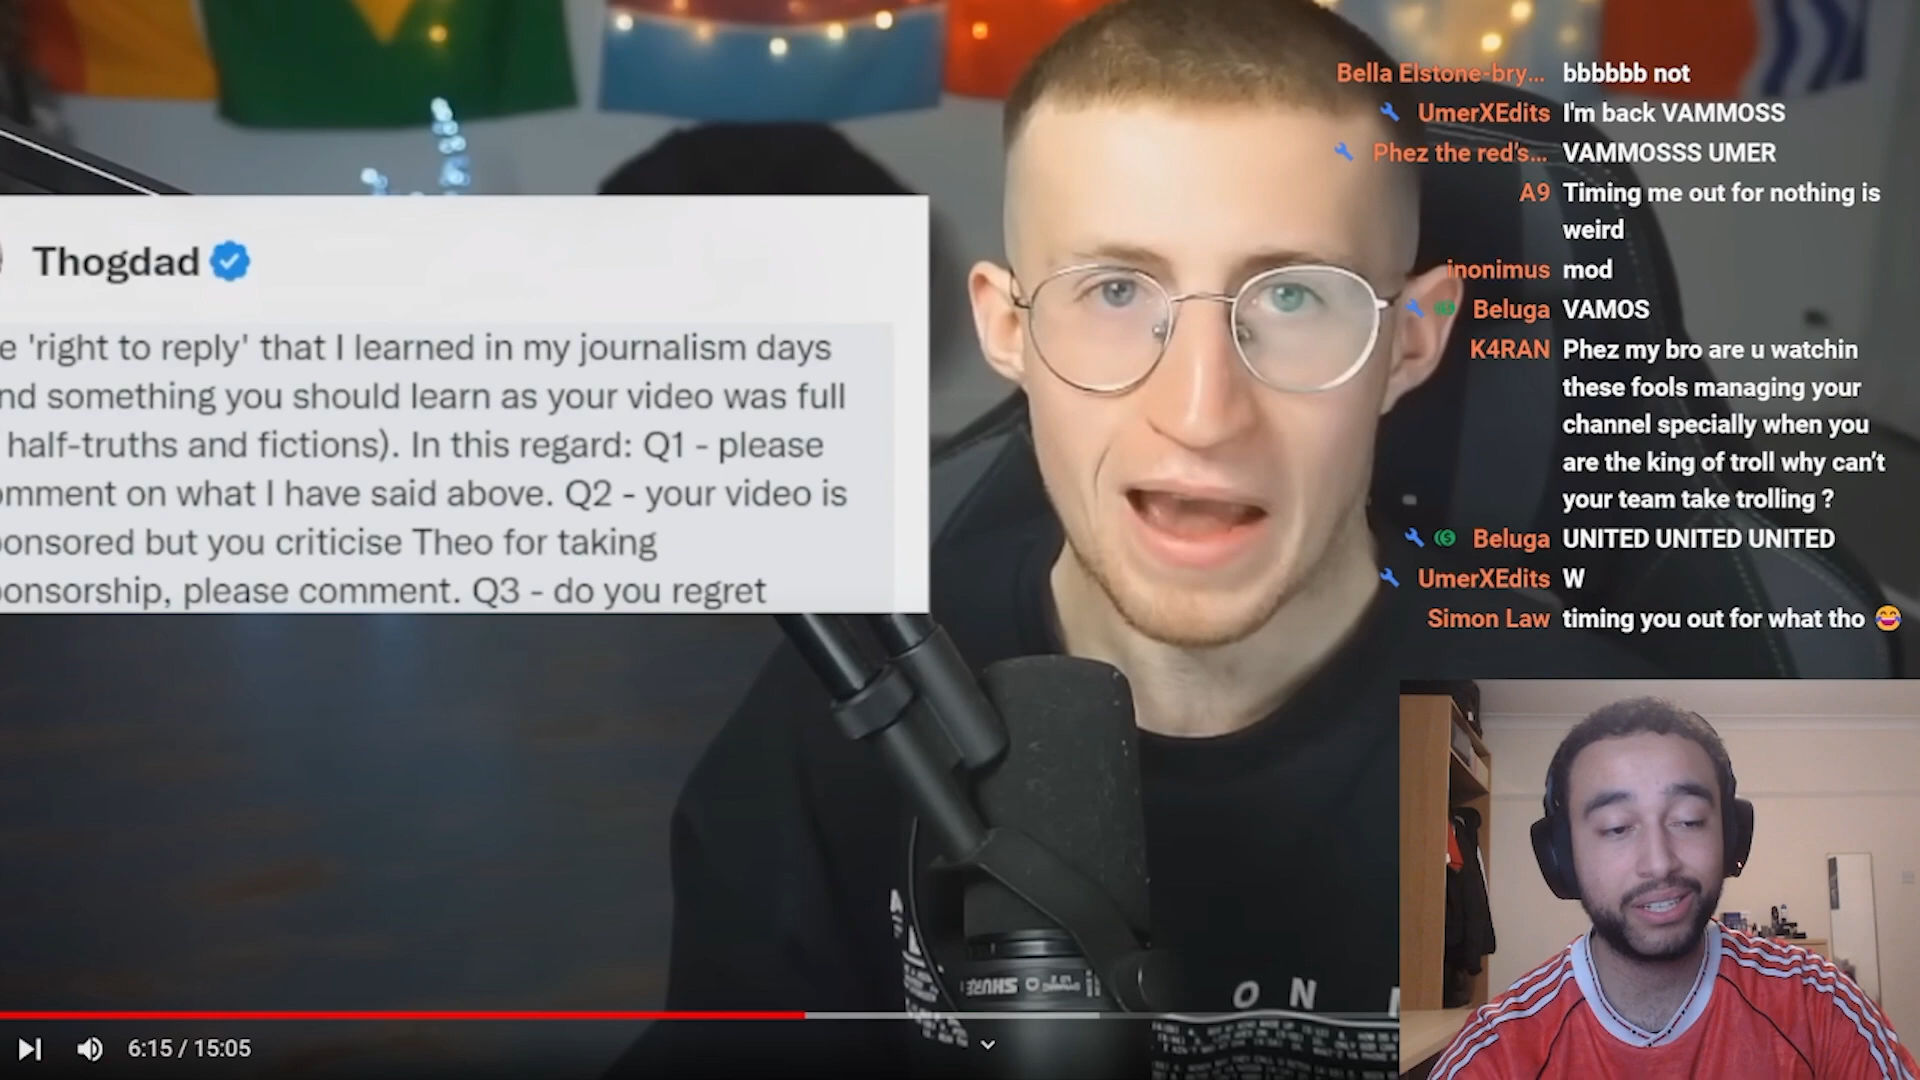 Thogdad
'right to reply' that I learned in my journalism days
something you should learn as your video was full
half-truths and fictions). In this regard: Q1 - please
on what I have said above. Q2 - your video is
but you criticise Theo for taking
please comment. Q3 - do you regret
Bella Elstone-bry... bbbbbb not
UmerXEdits I'm back VAMMOSS
Phez the red's... VAMMOSSS UMER
A9 Timing me out for nothing is
weird
inonimus mod
Beluga VAMOS
K4RAN Phez my bro are u watchin
these fools managing your
channel specially when you
are the king of troll why can't
your team take trolling ?
Beluga UNITED UNITED UNITED
UmerXEdits W
Simon Law timing you out for what tho 😂
SHURE
O N
6:15 / 15:05